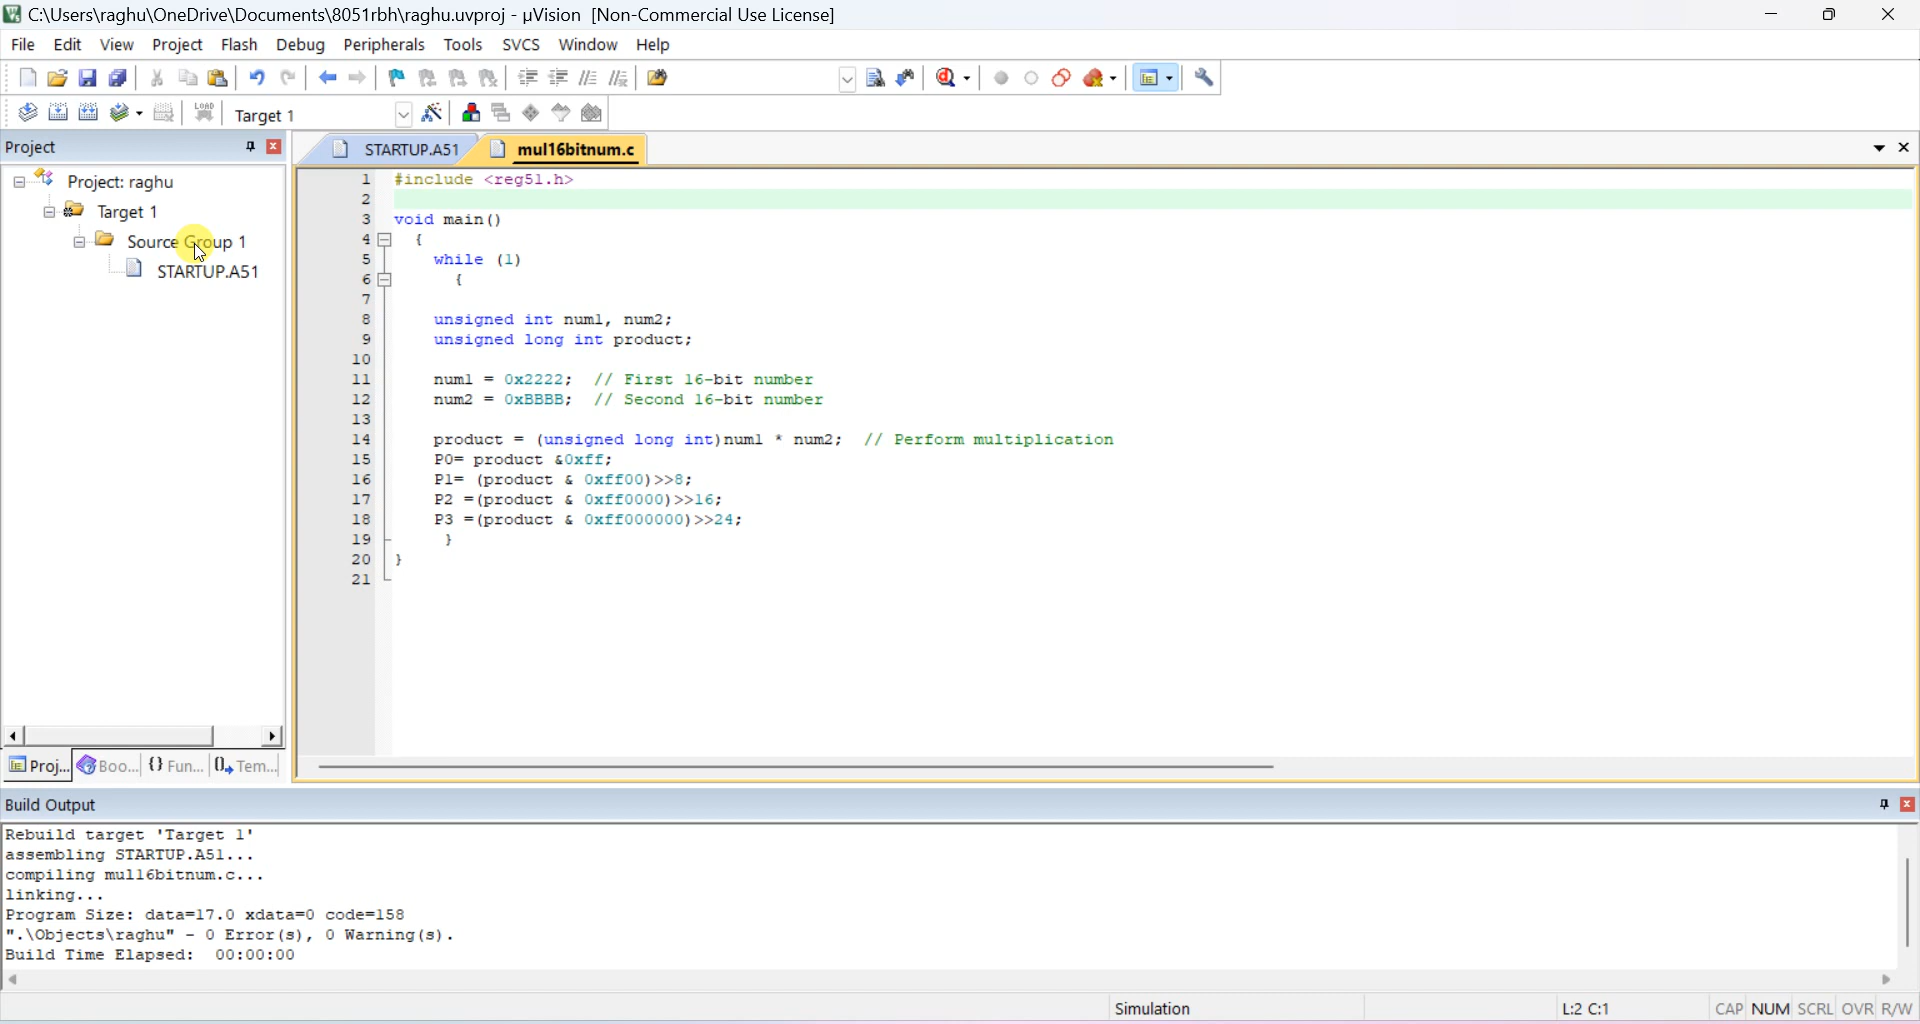 C:\Users\raghu\OneDrive\Documents\8051rbh\raghu.uvproj - µVision [Non-Commercial Use License]
File Edit View Project Flash Debug Peripherals Tools SVCS Window Help
LOAD
Target 1
Project
STARTUP.A51
mul16bitnum.c
Project: raghu
Target 1
Source Group 1
STARTUP.A51
1 #include <reg51.h>
2
3 void main()
4 {
5 while (1)
6 {
7
8 unsigned int num1, num2;
9 unsigned long int product;
10
11 num1 = 0x2222; // First 16-bit number
12 num2 = 0xBBBB; // Second 16-bit number
13
14 product = (unsigned long int)num1 * num2; // Perform multiplication
15 P0= product &0xff;
16 P1= (product & 0xff00)>>8;
17 P2 =(product & 0xff0000)>>16;
18 P3 =(product & 0xff000000)>>24;
19 }
20 }
21
Proj... Boo... {} Fun... Tem...
Build Output
Rebuild target 'Target 1'
assembling STARTUP.A51...
compiling mul16bitnum.c...
linking...
Program Size: data=17.0 xdata=0 code=158
".\Objects\raghu" - 0 Error(s), 0 Warning(s).
Build Time Elapsed: 00:00:00
Simulation L:2 C:1 CAP NUM SCRL OVR R/W